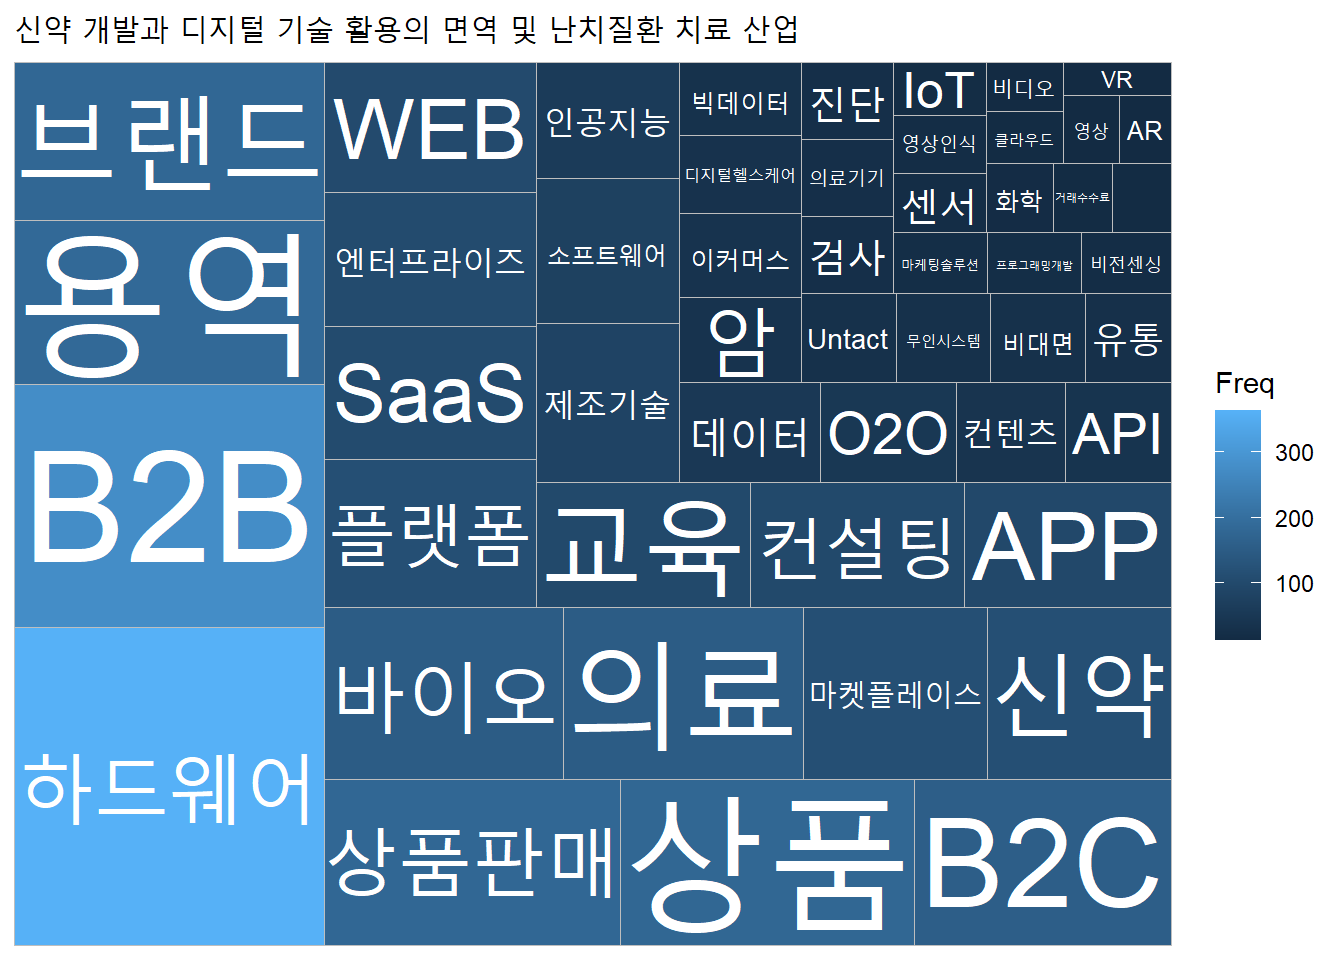 신약 개발과 디지털 기술 활용의 면역 및 난치질환 치료 산업
브랜드
용역
B2B
하드웨어
WEB
엔터프라이즈
SaaS
플랫폼
인공지능
소프트웨어
제조기술
빅데이터
디지털헬스케어
이커머스
암
진단
의료기기
검사
IoT
영상인식
센서
비디오
클라우드
VR
영상
AR
화학
거래수수료
마케팅솔루션
프로그래밍개발
비전센싱
Untact
무인시스템
비대면
유통
데이터
O2O
컨텐츠
API
교육
컨설팅
APP
바이오
의료
마켓플레이스
신약
상품판매
상품
B2C
Freq
300
200
100